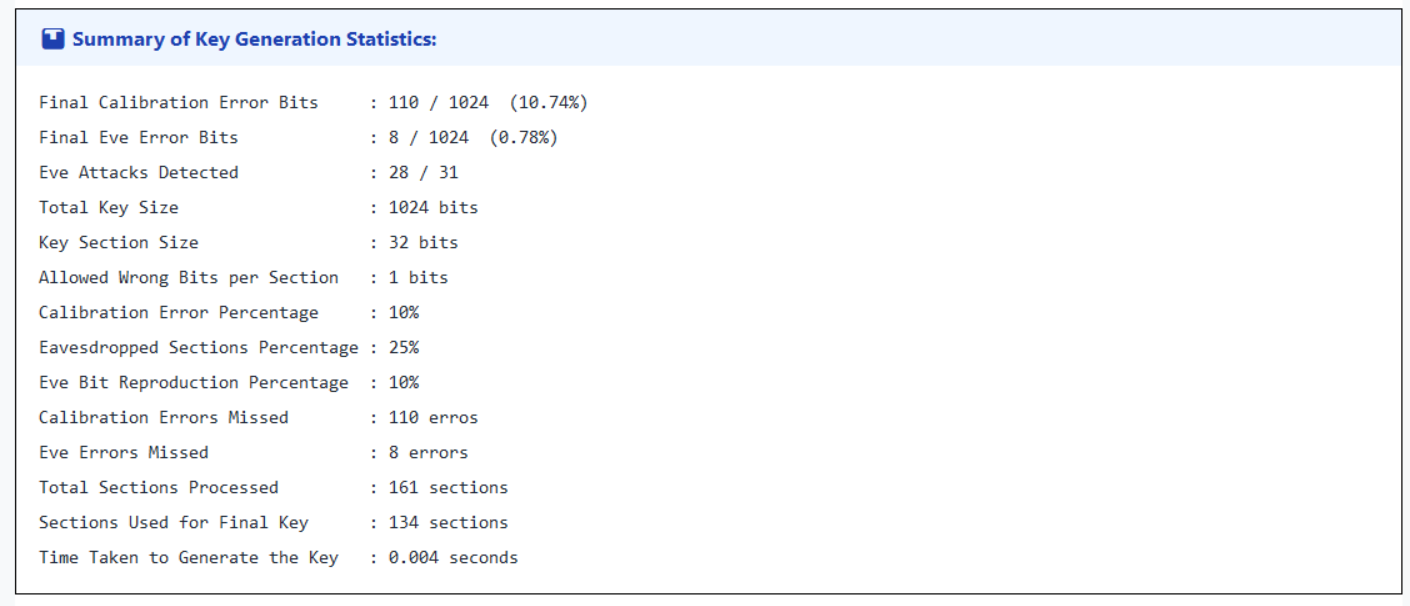 Summary of Key Generation Statistics:
Final Calibration Error Bits : 110 / 1024 (10.74%)
Final Eve Error Bits : 8 / 1024 (0.78%)
Eve Attacks Detected : 28 / 31
Total Key Size : 1024 bits
Key Section Size : 32 bits
Allowed Wrong Bits per Section : 1 bits
Calibration Error Percentage : 10%
Eavesdropped Sections Percentage : 25%
Eve Bit Reproduction Percentage : 10%
Calibration Errors Missed : 110 erros
Eve Errors Missed : 8 errors
Total Sections Processed : 161 sections
Sections Used for Final Key : 134 sections
Time Taken to Generate the Key : 0.004 seconds